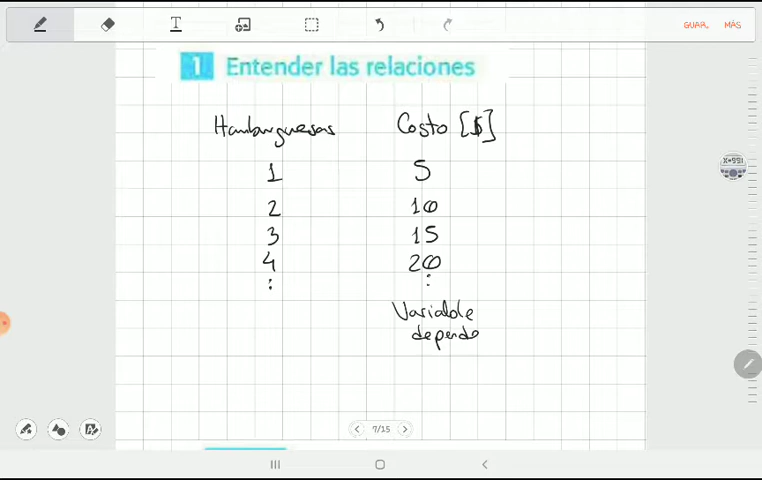 GUAR. MÁS
1 Entender las relaciones
Hamburguesas Costo [$]
1 5
2 10
3 15
4 20
: :
Variable
depende
7/15